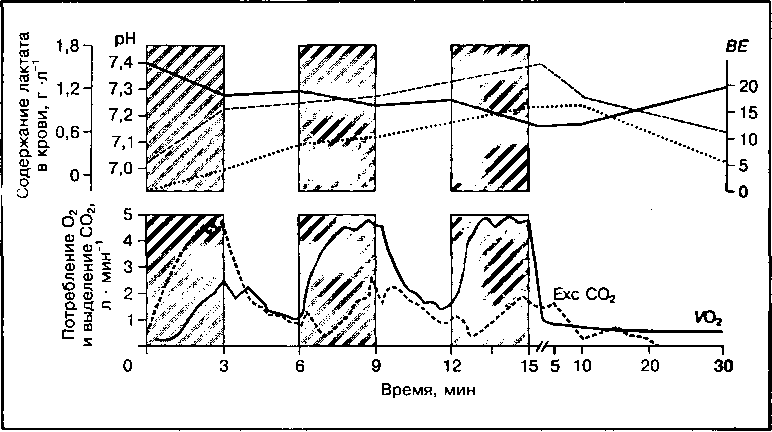 Содержание лактата
в крови, г · л⁻¹
1,8
1,2
0,6
0
pH
7,4
7,3
7,2
7,1
7,0
BE
20
15
10
5
0
Потребление O₂
и выделение CO₂,
л · мин⁻¹
5
4
3
2
1
Exc CO₂
VO₂
0 3 6 9 12 15 5 10 20 30
Время, мин